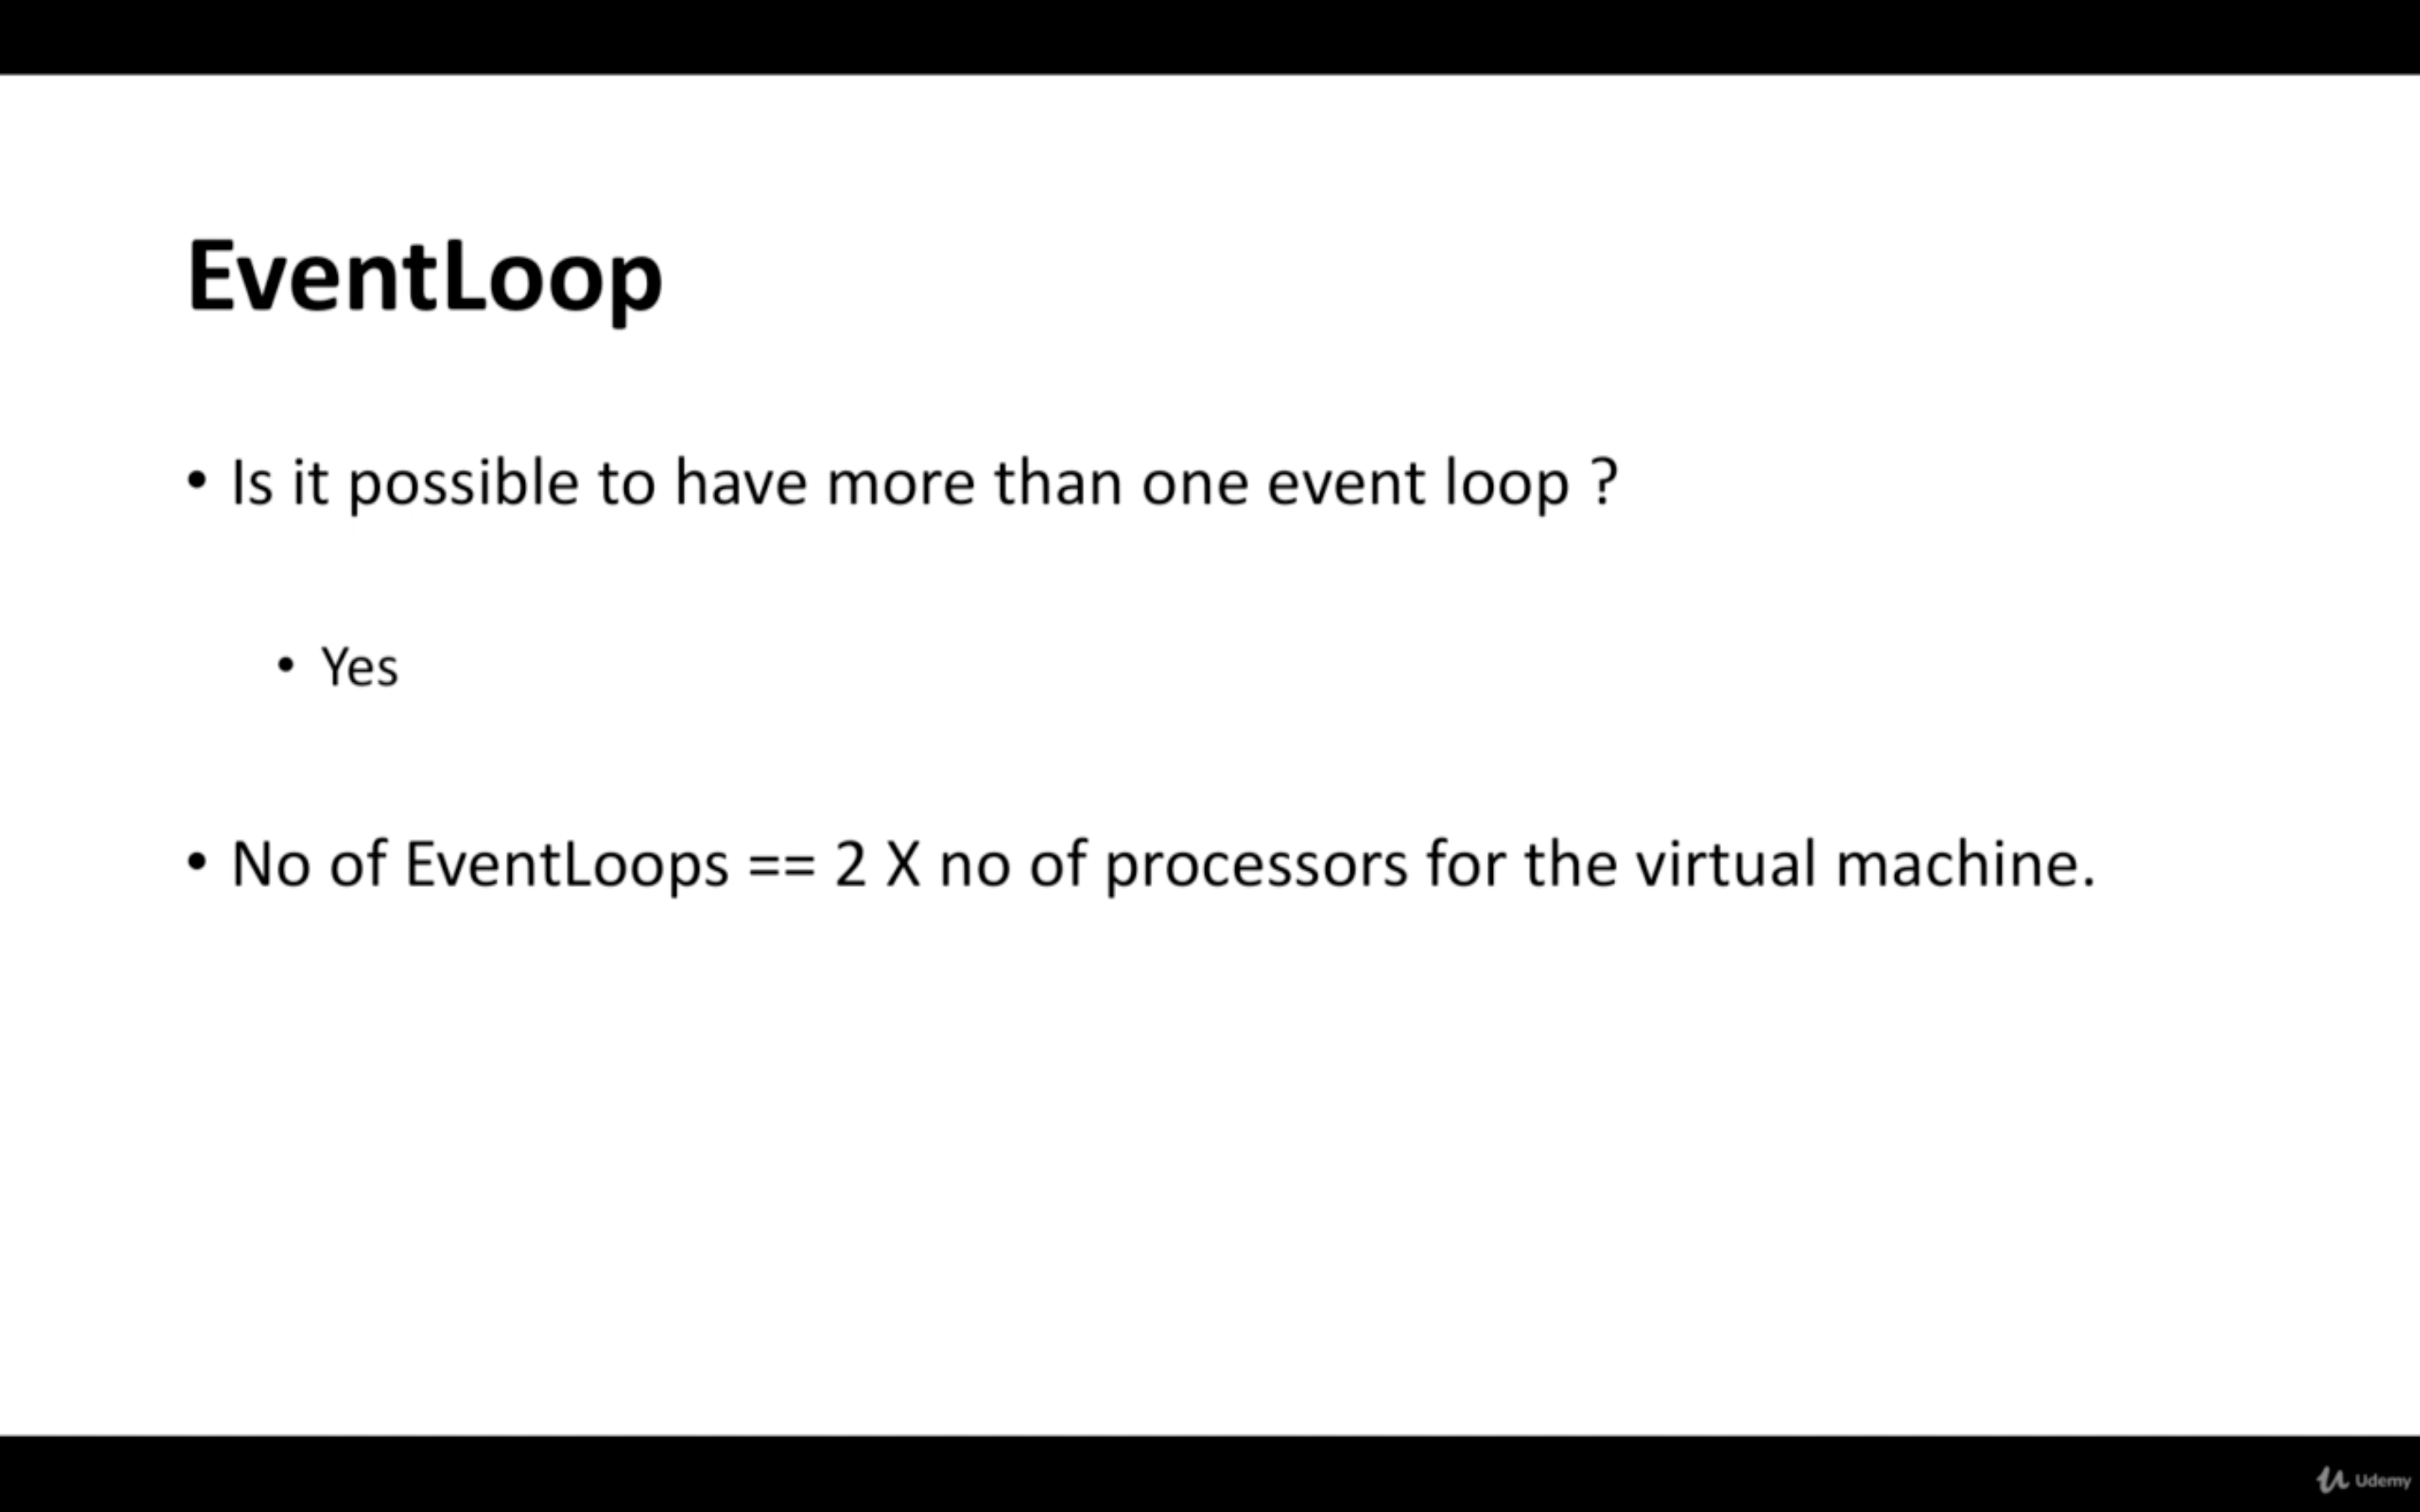 EventLoop
• Is it possible to have more than one event loop ?
• Yes
• No of EventLoops == 2 X no of processors for the virtual machine.
Udemy